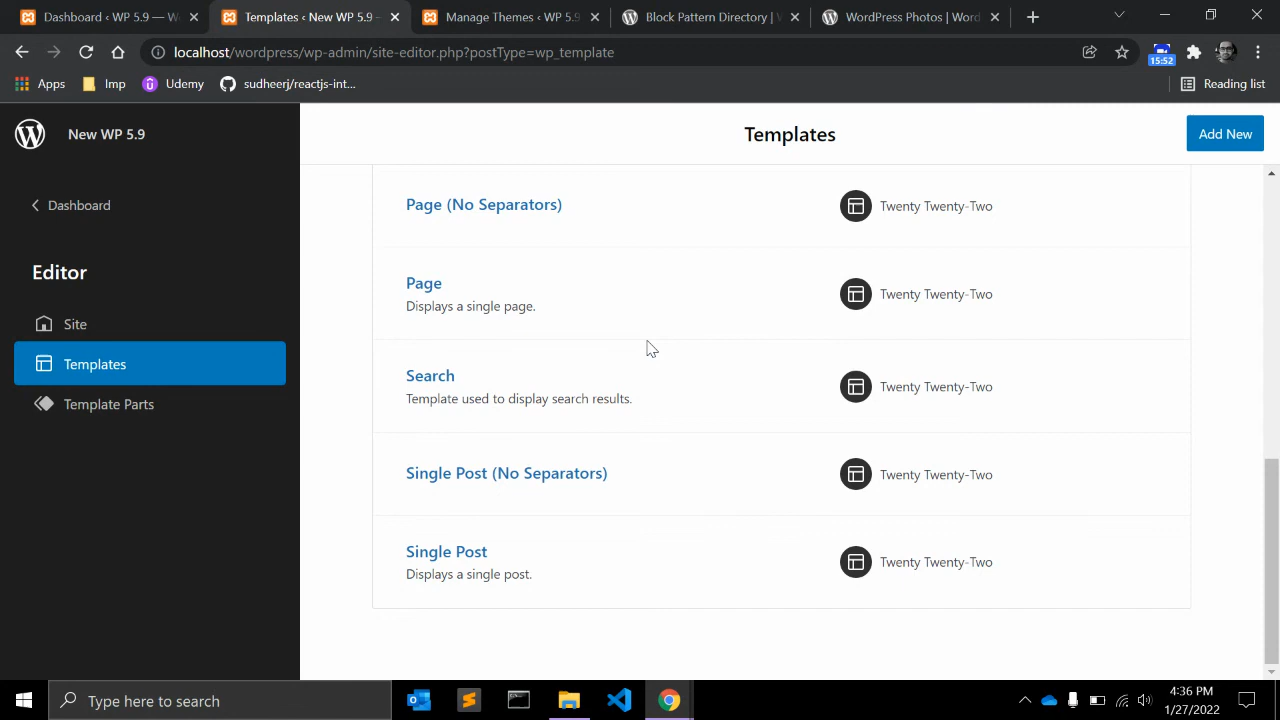 Dashboard ‹ WP 5.9 – W
Templates ‹ New WP 5.9 –
Manage Themes ‹ WP 5.9
Block Pattern Directory |
WordPress Photos | Word
localhost/wordpress/wp-admin/site-editor.php?postType=wp_template
15:52
Apps
Imp
Udemy
sudheerj/reactjs-int...
Reading list
New WP 5.9
Templates
Add New
Dashboard
Editor
Site
Templates
Template Parts
Page (No Separators)
Twenty Twenty-Two
Page
Displays a single page.
Twenty Twenty-Two
Search
Template used to display search results.
Twenty Twenty-Two
Single Post (No Separators)
Twenty Twenty-Two
Single Post
Displays a single post.
Twenty Twenty-Two
Type here to search
4:36 PM
1/27/2022